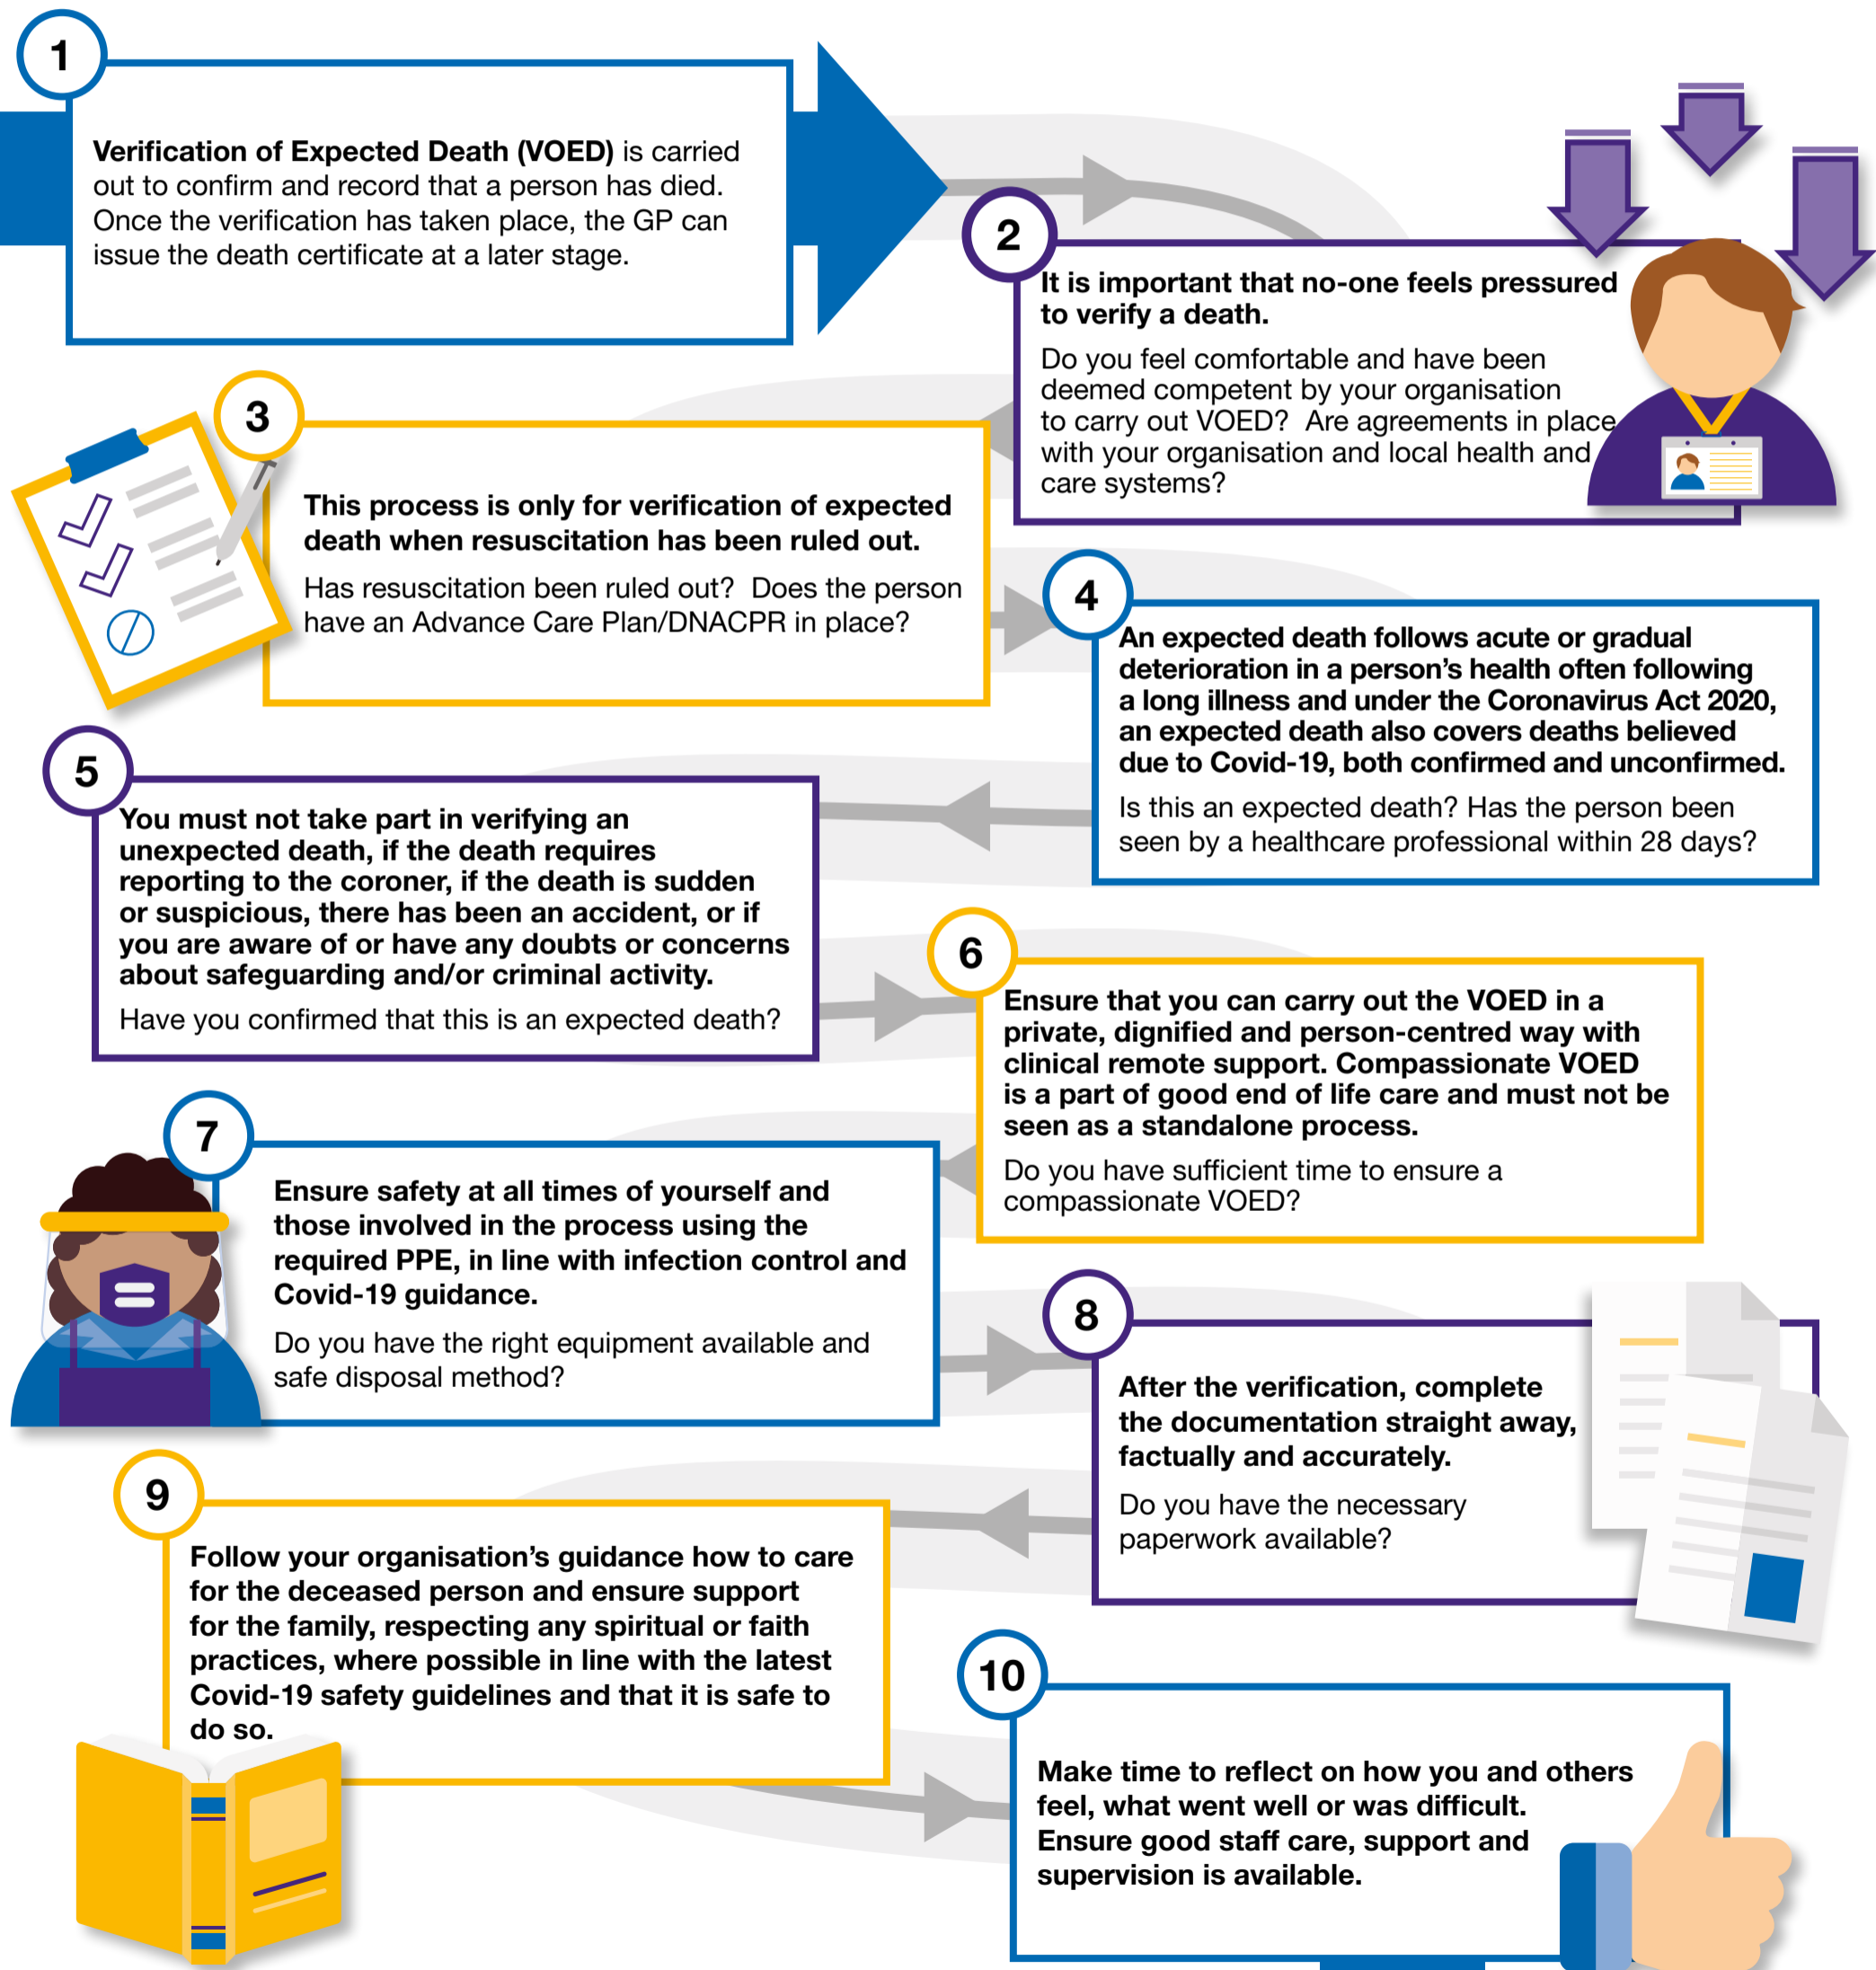 1
Verification of Expected Death (VOED) is carried
out to confirm and record that a person has died.
Once the verification has taken place, the GP can
issue the death certificate at a later stage.
2
It is important that no-one feels pressured
to verify a death.
Do you feel comfortable and have been
deemed competent by your organisation
to carry out VOED?  Are agreements in place
with your organisation and local health and
care systems?
3
This process is only for verification of expected
death when resuscitation has been ruled out.
Has resuscitation been ruled out?  Does the person
have an Advance Care Plan/DNACPR in place?
4
An expected death follows acute or gradual
deterioration in a person's health often following
a long illness and under the Coronavirus Act 2020,
an expected death also covers deaths believed
due to Covid-19, both confirmed and unconfirmed.
Is this an expected death? Has the person been
seen by a healthcare professional within 28 days?
5
You must not take part in verifying an
unexpected death, if the death requires
reporting to the coroner, if the death is sudden
or suspicious, there has been an accident, or if
you are aware of or have any doubts or concerns
about safeguarding and/or criminal activity.
Have you confirmed that this is an expected death?
6
Ensure that you can carry out the VOED in a
private, dignified and person-centred way with
clinical remote support. Compassionate VOED
is a part of good end of life care and must not be
seen as a standalone process.
Do you have sufficient time to ensure a
compassionate VOED?
7
Ensure safety at all times of yourself and
those involved in the process using the
required PPE, in line with infection control and
Covid-19 guidance.
Do you have the right equipment available and
safe disposal method?
8
After the verification, complete
the documentation straight away,
factually and accurately.
Do you have the necessary
paperwork available?
9
Follow your organisation's guidance how to care
for the deceased person and ensure support
for the family, respecting any spiritual or faith
practices, where possible in line with the latest
Covid-19 safety guidelines and that it is safe to
do so.
10
Make time to reflect on how you and others
feel, what went well or was difficult.
Ensure good staff care, support and
supervision is available.